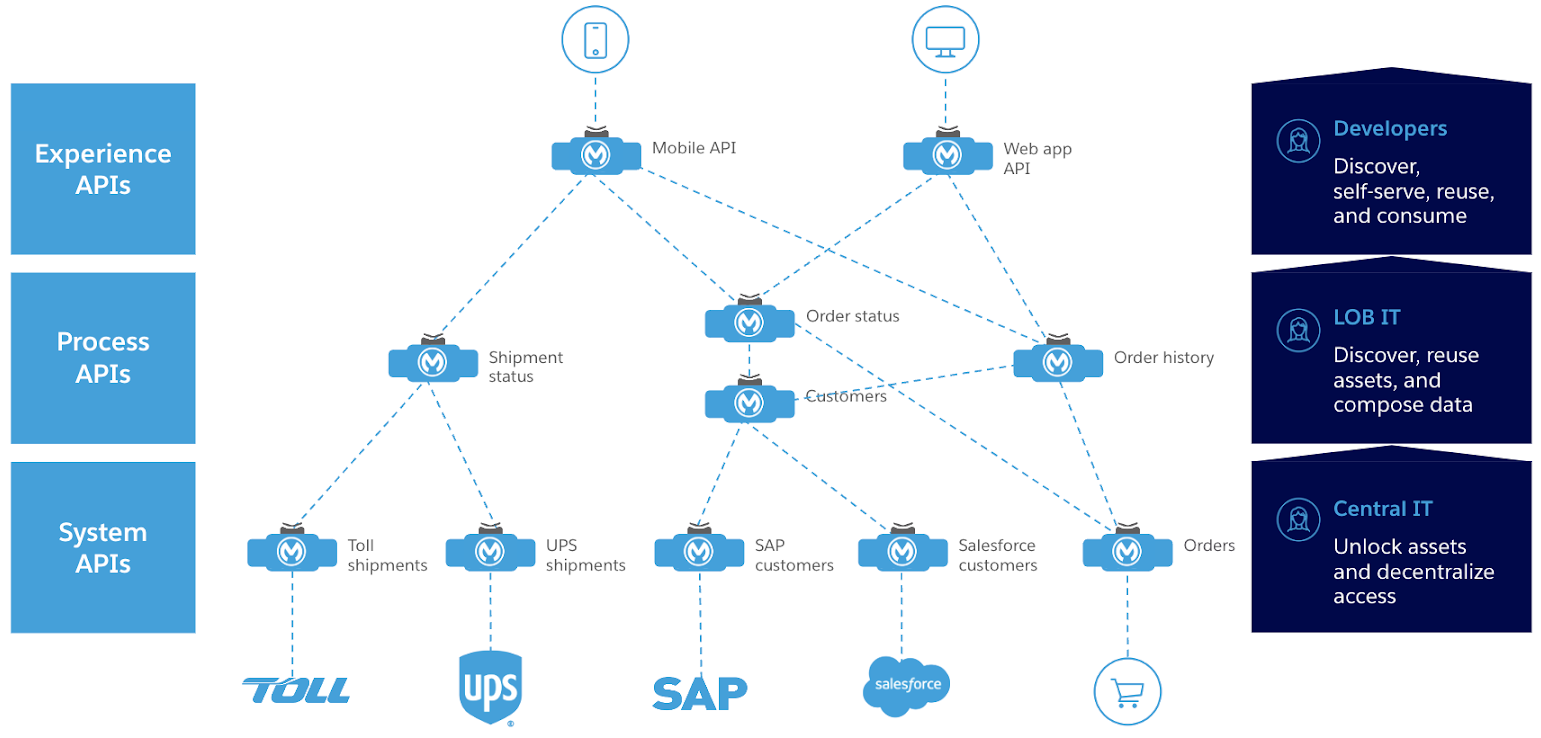 Experience
APIs
Process
APIs
System
APIs
Mobile API
Web app
API
Shipment
status
Order status
Customers
Order history
Toll
shipments
UPS
shipments
SAP
customers
Salesforce
customers
Orders
TOLL
ups
®
SAP
salesforce
Developers
Discover,
self-serve, reuse,
and consume
LOB IT
Discover, reuse
assets, and
compose data
Central IT
Unlock assets
and decentralize
access